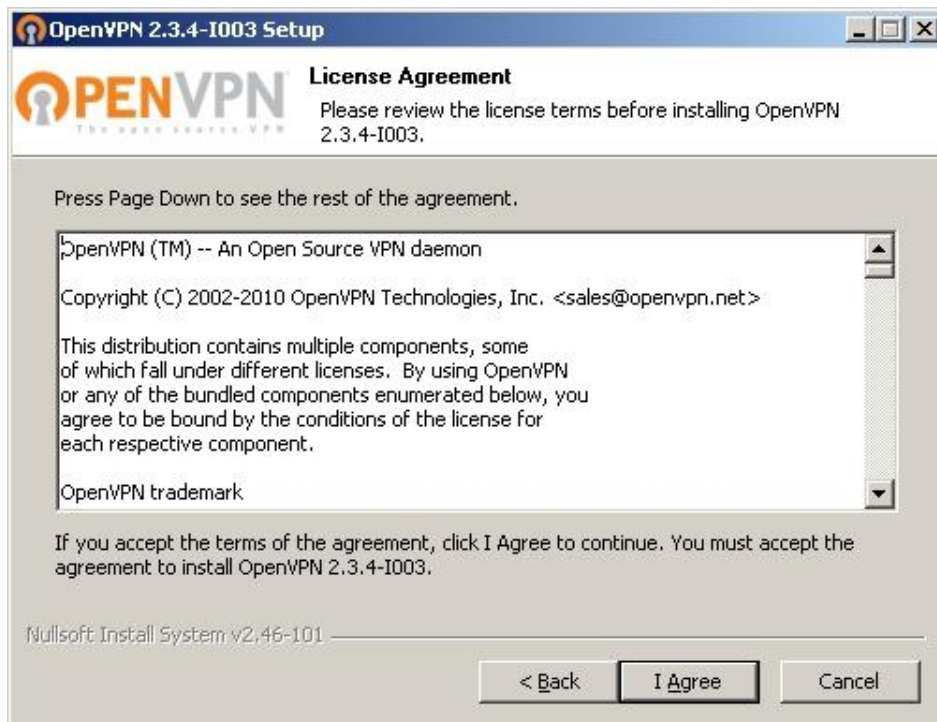 OpenVPN 2.3.4-I003 Setup
OPENVPN
The open source VPN
License Agreement
Please review the license terms before installing OpenVPN
2.3.4-I003.
Press Page Down to see the rest of the agreement.
OpenVPN (TM) -- An Open Source VPN daemon
Copyright (C) 2002-2010 OpenVPN Technologies, Inc. <sales@openvpn.net>
This distribution contains multiple components, some
of which fall under different licenses.  By using OpenVPN
or any of the bundled components enumerated below, you
agree to be bound by the conditions of the license for
each respective component.
OpenVPN trademark
If you accept the terms of the agreement, click I Agree to continue. You must accept the
agreement to install OpenVPN 2.3.4-I003.
Nullsoft Install System v2.46-101
< Back
I Agree
Cancel